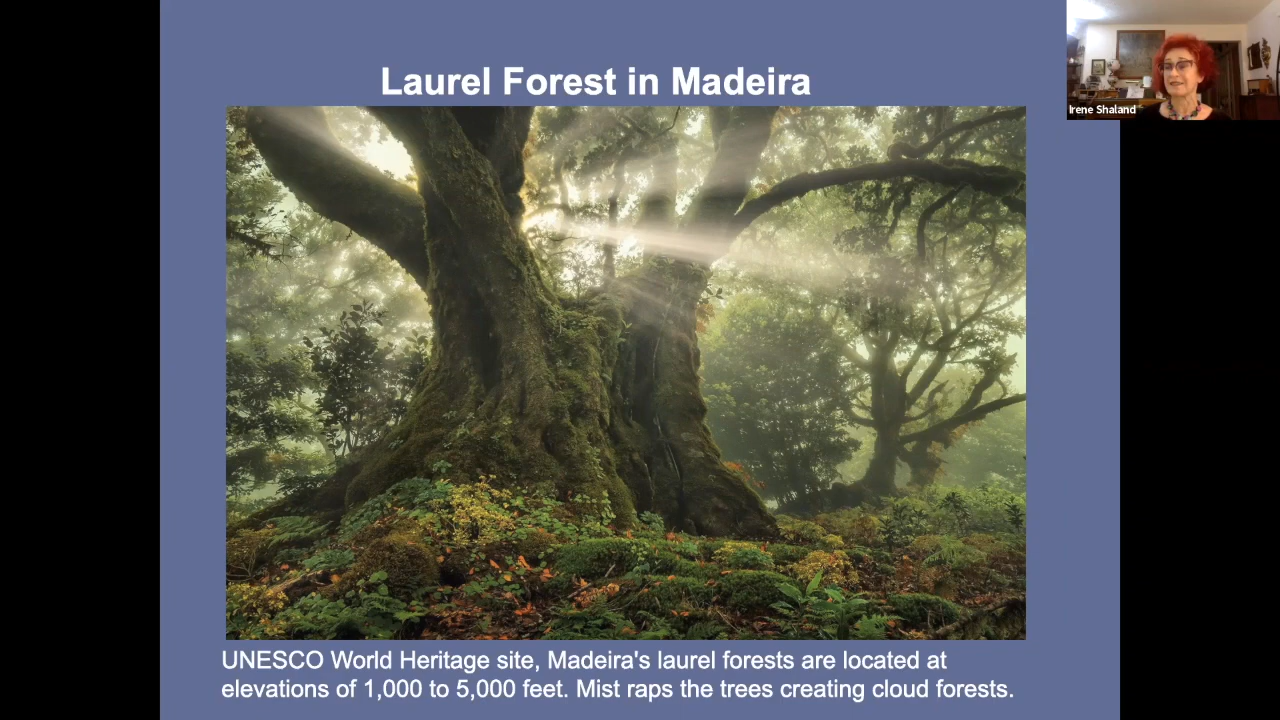 Laurel Forest in Madeira
Irene Shaland
UNESCO World Heritage site, Madeira's laurel forests are located at
elevations of 1,000 to 5,000 feet. Mist raps the trees creating cloud forests.